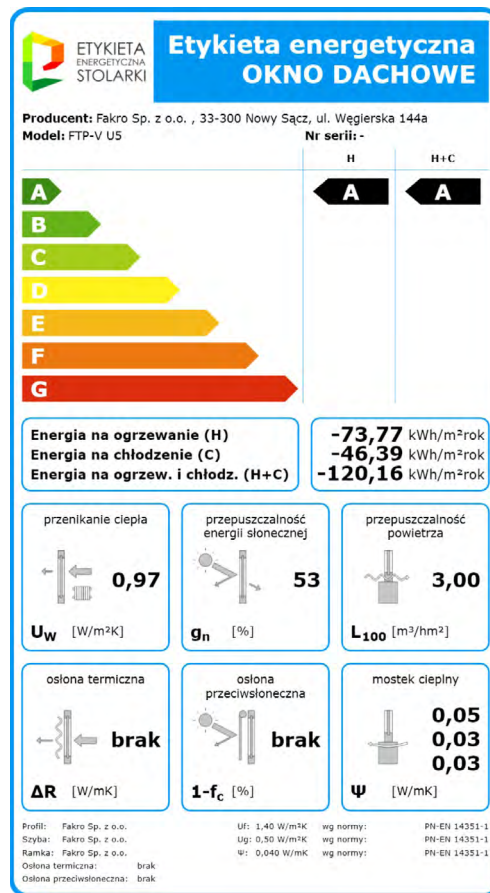 ETYKIETA
ENERGETYCZNA
STOLARKI
Etykieta energetyczna
OKNO DACHOWE
Producent: Fakro Sp. z o.o. , 33-300 Nowy Sącz, ul. Węgierska 144a
Model: FTP-V U5 Nr serii: -
H H+C
A A A
B
C
D
E
F
G
Energia na ogrzewanie (H) -73,77 kWh/m²rok
Energia na chłodzenie (C) -46,39 kWh/m²rok
Energia na ogrzew. i chłodz. (H+C) -120,16 kWh/m²rok
przenikanie ciepła
0,97
Uw [W/m²K]
przepuszczalność
energii słonecznej
53
gn [%]
przepuszczalność
powietrza
3,00
L100 [m³/hm²]
osłona termiczna
brak
ΔR [W/mK]
osłona
przeciwsłoneczna
brak
1-fc [%]
mostek cieplny
0,05
0,03
0,03
Ψ [W/mK]
Profil: Fakro Sp. z o.o. Uf: 1,40 W/m²K wg normy: PN-EN 14351-1
Szyba: Fakro Sp. z o.o. Ug: 0,50 W/m²K wg normy: PN-EN 14351-1
Ramka: Fakro Sp. z o.o. Ψ: 0,040 W/mK wg normy: PN-EN 14351-1
Osłona termiczna: brak
Osłona przeciwsłoneczna: brak